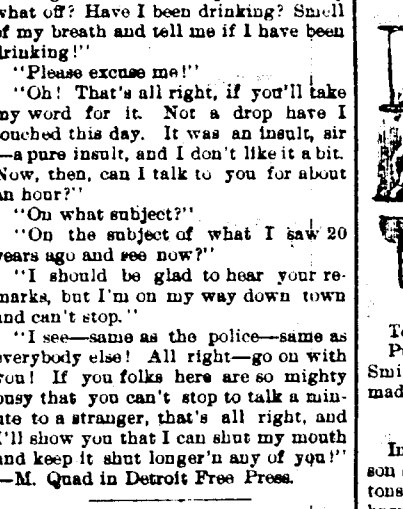 what off? Have I been drinking? Smell
of my breath and tell me if I have been
drinking!"
"Please excuse me!"
"Oh! That's all right, if you'll take
my word for it. Not a drop have I
touched this day. It was an insult, sir
—a pure insult, and I don't like it a bit.
Now, then, can I talk to you for about
an hour?"
"On what subject?"
"On the subject of what I saw 20
years ago and see now?"
"I should be glad to hear your re-
marks, but I'm on my way down town
and can't stop."
"I see—same as the police—same as
everybody else! All right—go on with
you! If you folks here are so mighty
busy that you can't stop to talk a min-
ute to a stranger, that's all right, and
I'll show you that I can shut my mouth
and keep it shut longer'n any of you!"
—M. Quad in Detroit Free Press.
Smi
mad
In
son
tons